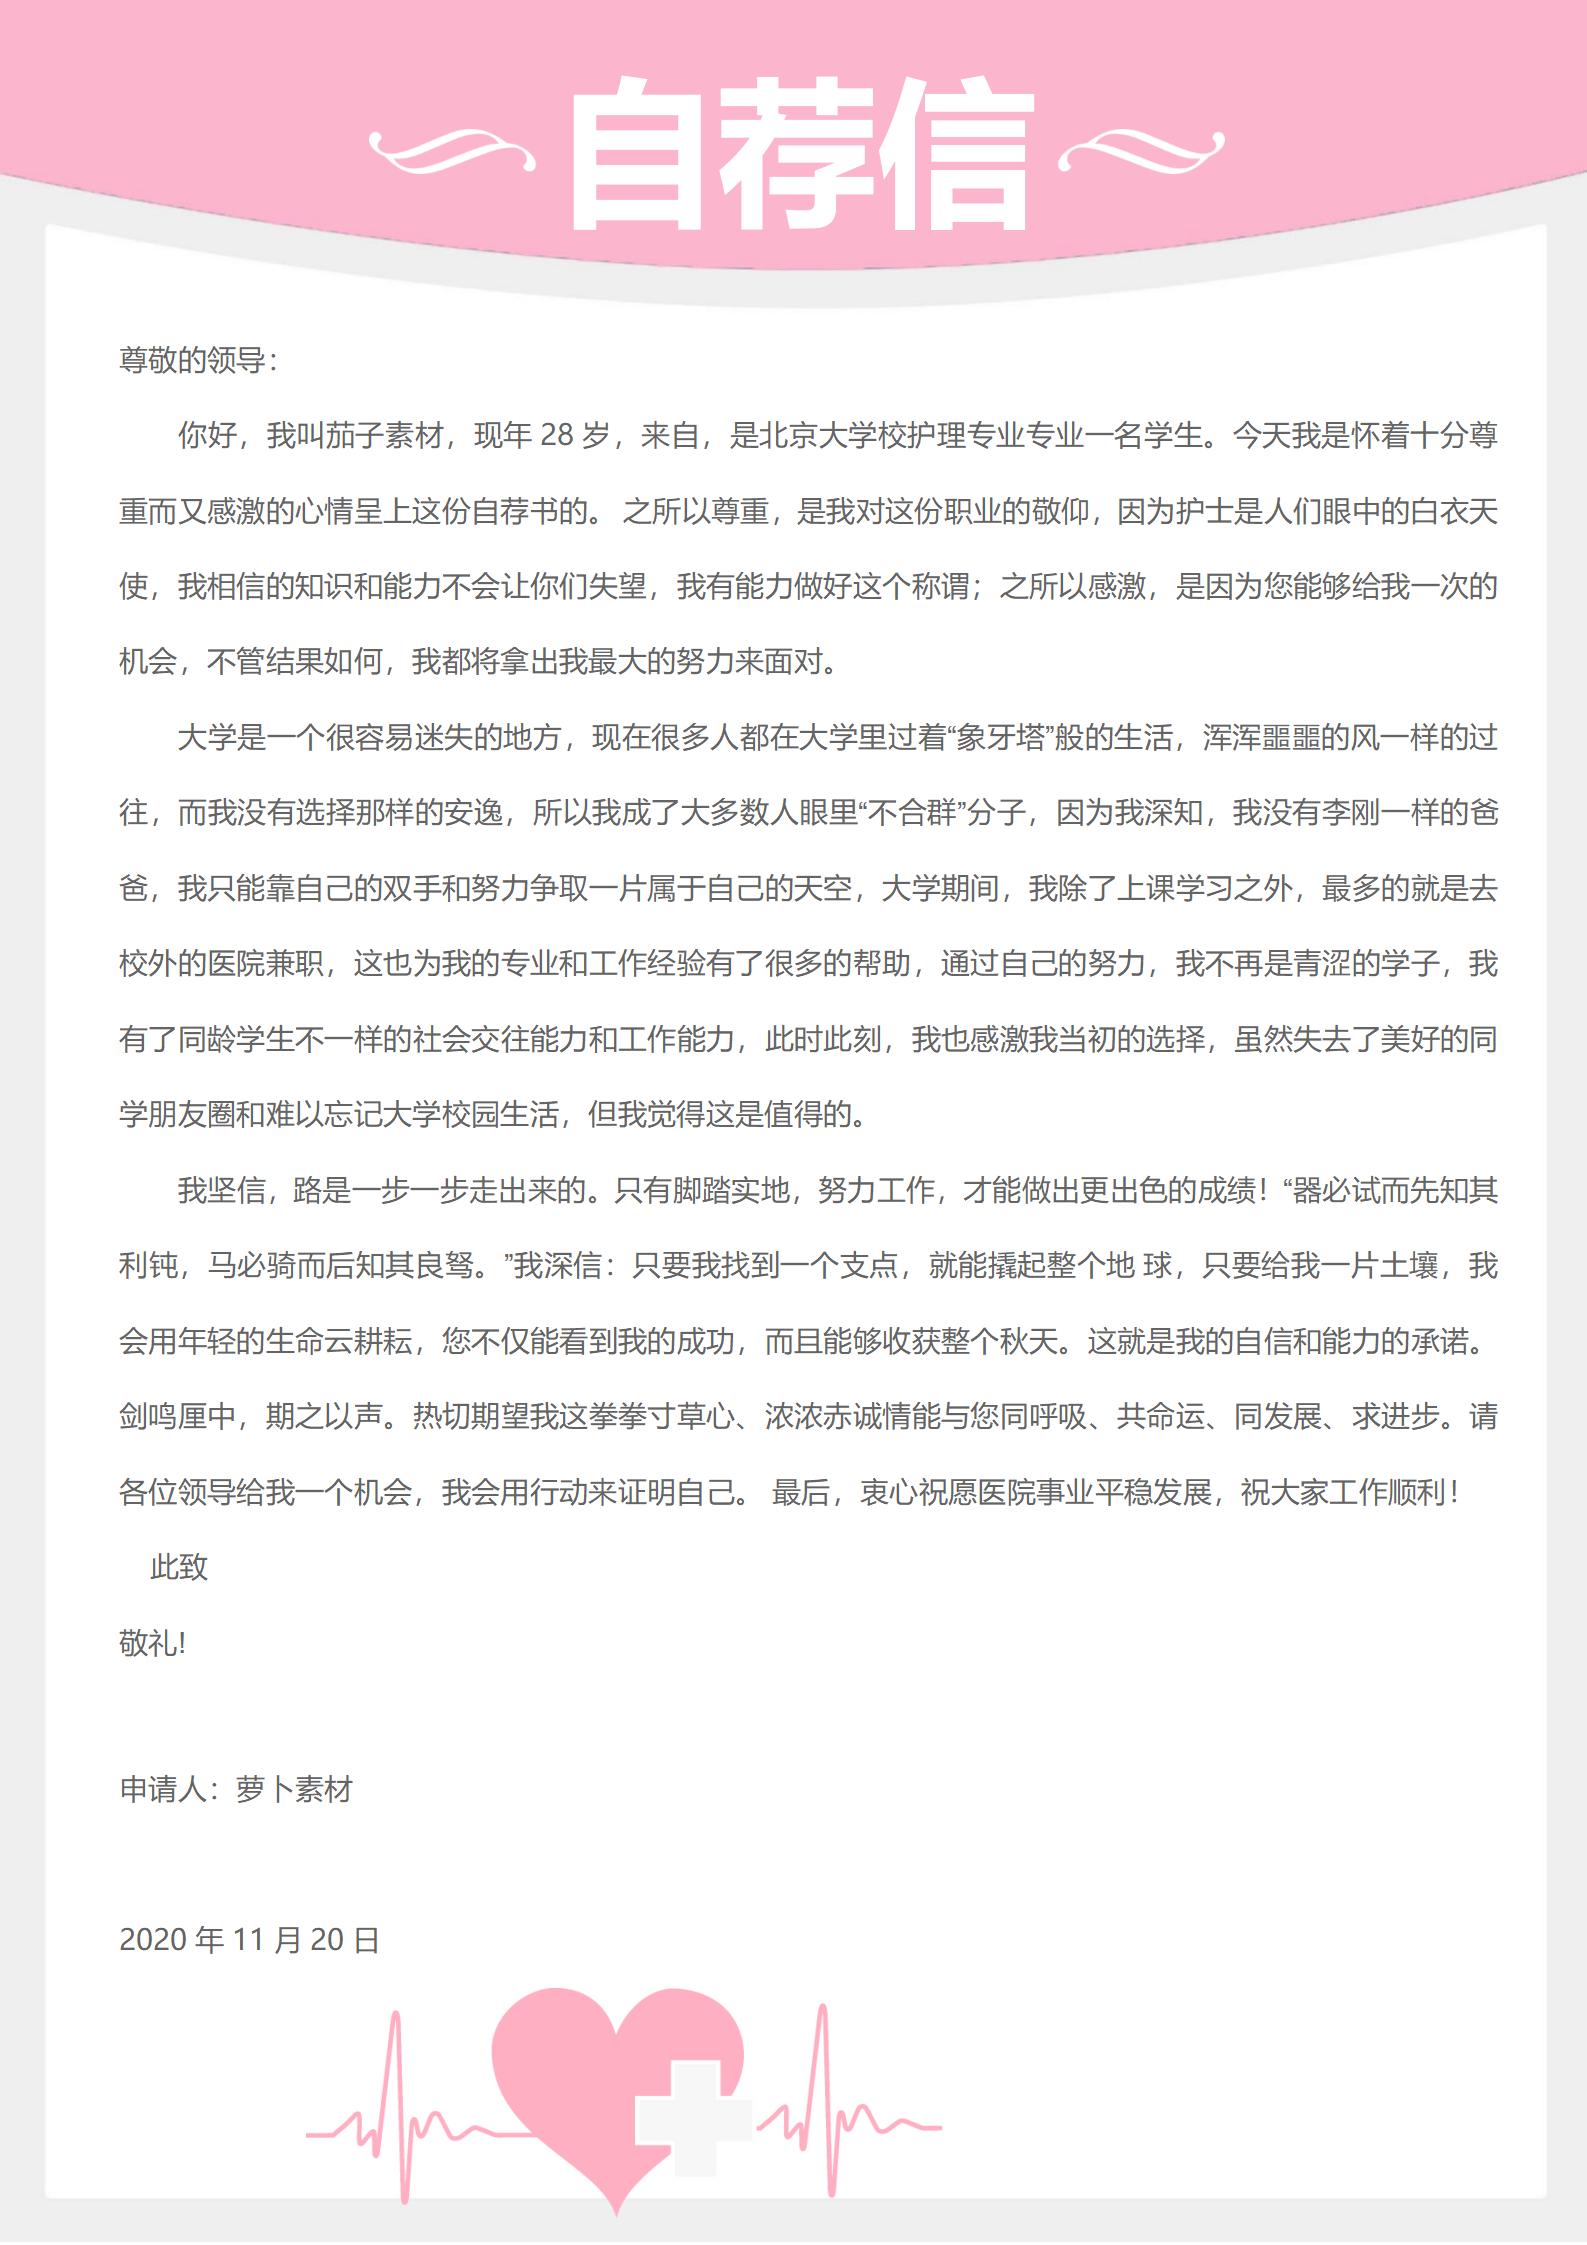 自荐信
尊敬的领导：
你好，我叫茄子素材，现年 28 岁，来自，是北京大学校护理专业专业一名学生。今天我是怀着十分尊
重而又感激的心情呈上这份自荐书的。 之所以尊重，是我对这份职业的敬仰，因为护士是人们眼中的白衣天
使，我相信的知识和能力不会让你们失望，我有能力做好这个称谓；之所以感激，是因为您能够给我一次的
机会，不管结果如何，我都将拿出我最大的努力来面对。
大学是一个很容易迷失的地方，现在很多人都在大学里过着“象牙塔”般的生活，浑浑噩噩的风一样的过
往，而我没有选择那样的安逸，所以我成了大多数人眼里“不合群”分子，因为我深知，我没有李刚一样的爸
爸，我只能靠自己的双手和努力争取一片属于自己的天空，大学期间，我除了上课学习之外，最多的就是去
校外的医院兼职，这也为我的专业和工作经验有了很多的帮助，通过自己的努力，我不再是青涩的学子，我
有了同龄学生不一样的社会交往能力和工作能力，此时此刻，我也感激我当初的选择，虽然失去了美好的同
学朋友圈和难以忘记大学校园生活，但我觉得这是值得的。
我坚信，路是一步一步走出来的。只有脚踏实地，努力工作，才能做出更出色的成绩！“器必试而先知其
利钝，马必骑而后知其良驽。”我深信：只要我找到一个支点，就能撬起整个地 球，只要给我一片土壤，我
会用年轻的生命云耕耘，您不仅能看到我的成功，而且能够收获整个秋天。这就是我的自信和能力的承诺。
剑鸣厘中，期之以声。热切期望我这拳拳寸草心、浓浓赤诚情能与您同呼吸、共命运、同发展、求进步。请
各位领导给我一个机会，我会用行动来证明自己。 最后，衷心祝愿医院事业平稳发展，祝大家工作顺利！
此致
敬礼！
申请人：萝卜素材
2020 年 11 月 20 日